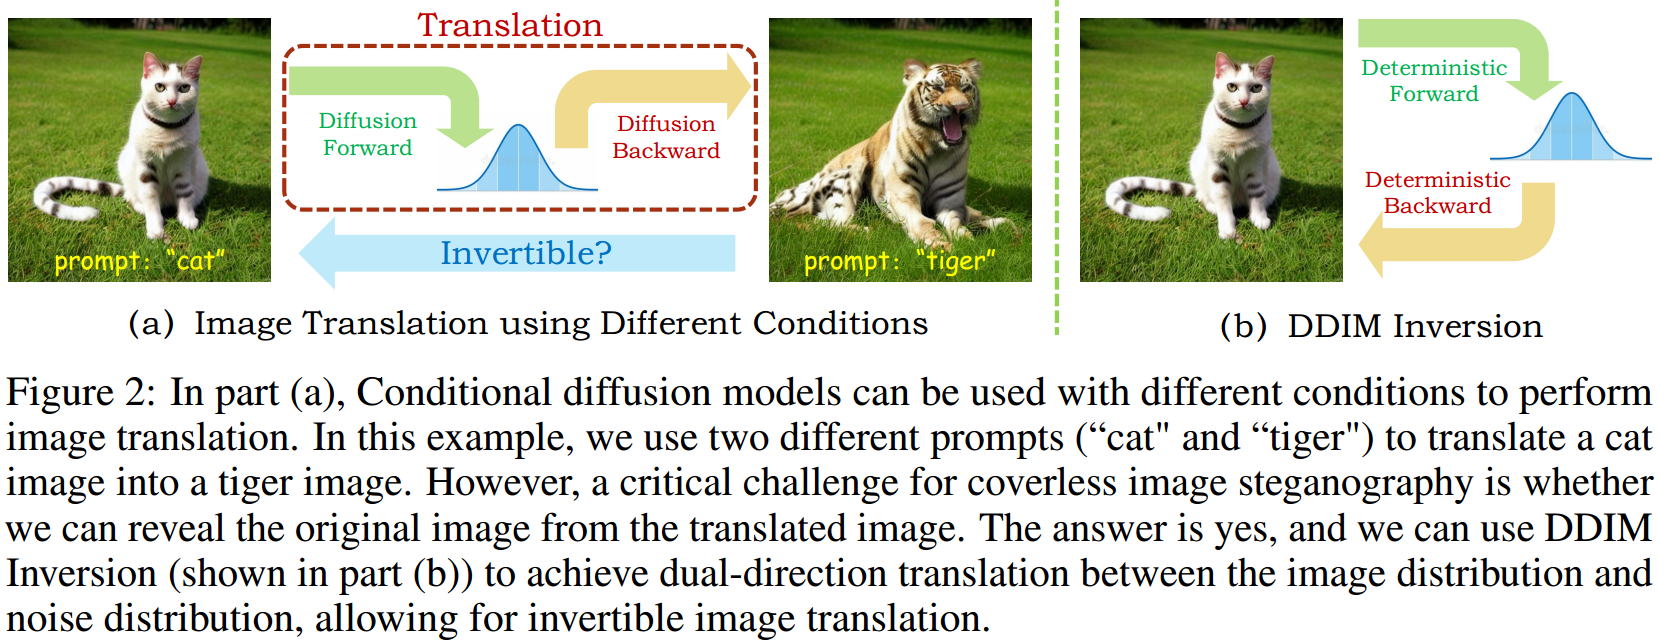 Translation
Diffusion
Forward
Diffusion
Backward
Invertible?
prompt: “cat”
prompt: “tiger”
(a) Image Translation using Different Conditions
Deterministic
Forward
Deterministic
Backward
(b) DDIM Inversion
Figure 2: In part (a), Conditional diffusion models can be used with different conditions to perform
image translation. In this example, we use two different prompts (“cat" and “tiger") to translate a cat
image into a tiger image. However, a critical challenge for coverless image steganography is whether
we can reveal the original image from the translated image. The answer is yes, and we can use DDIM
Inversion (shown in part (b)) to achieve dual-direction translation between the image distribution and
noise distribution, allowing for invertible image translation.